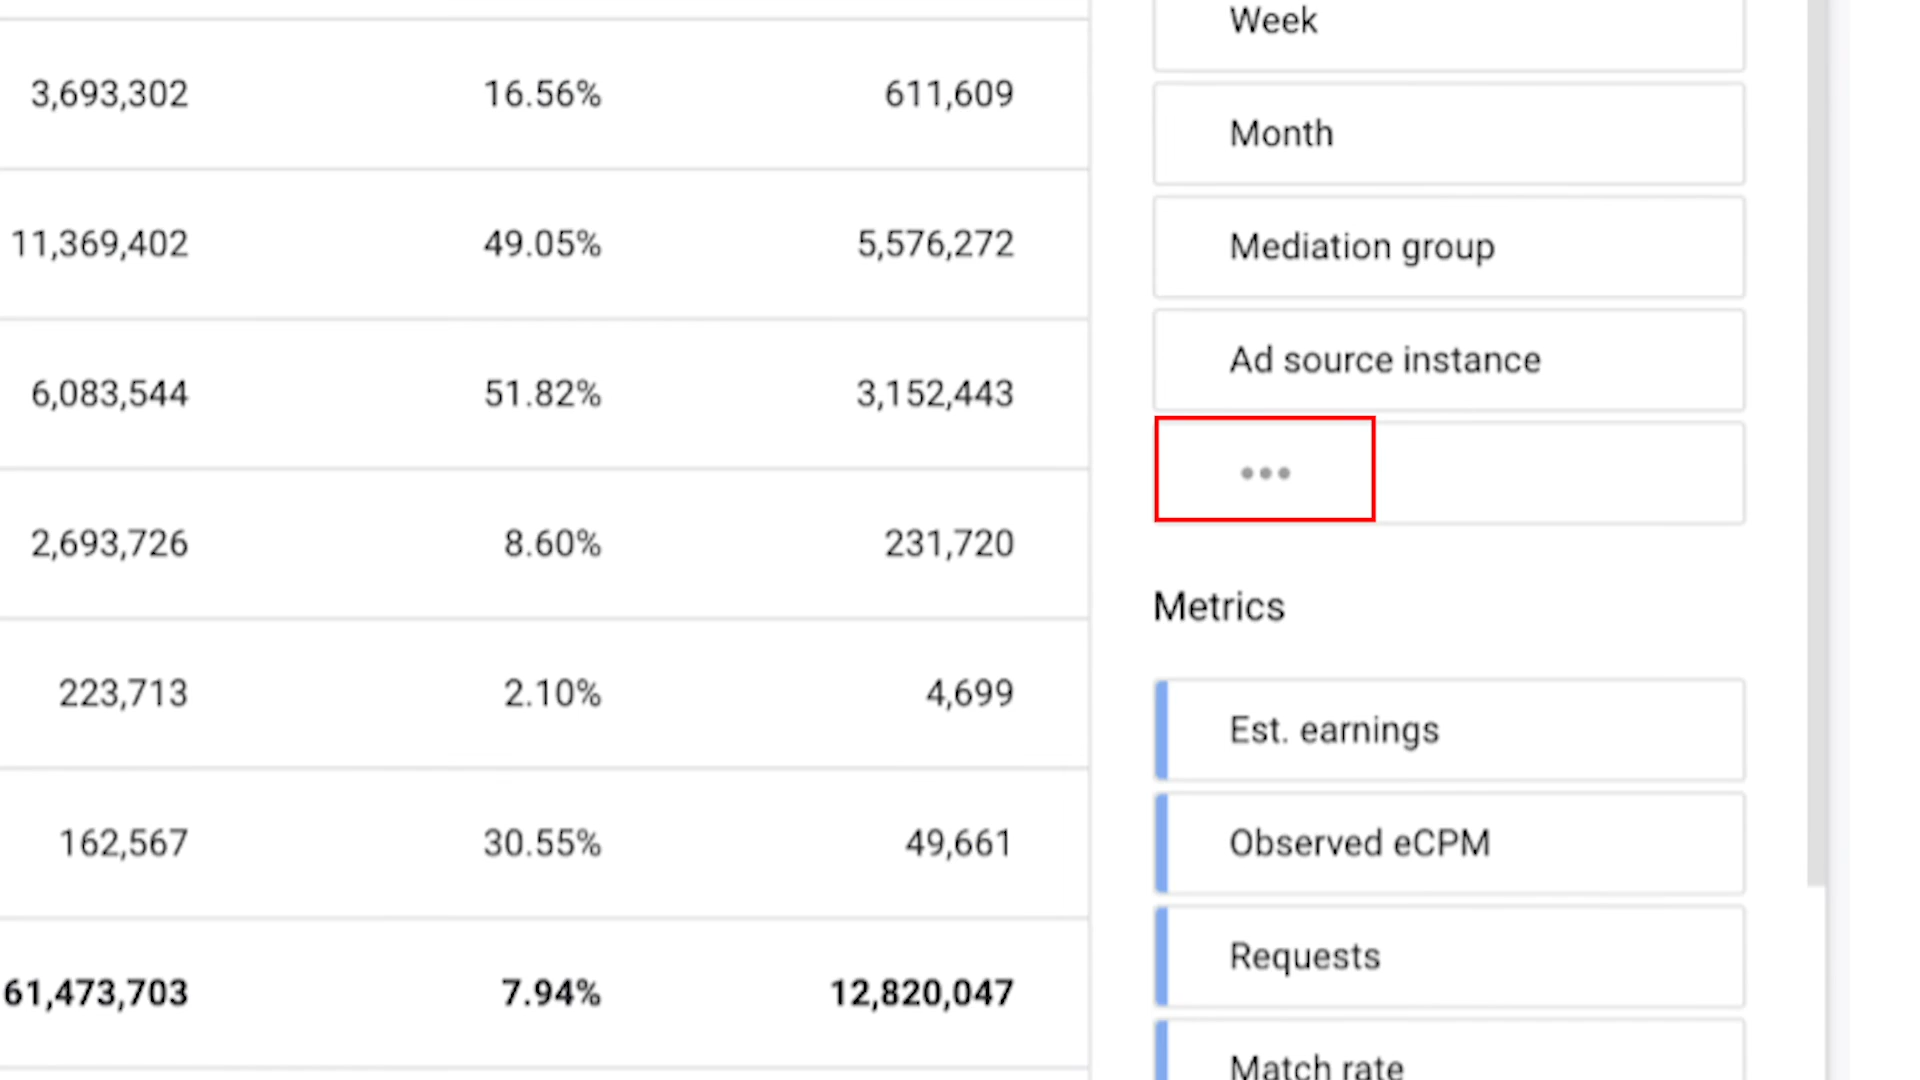 3,693,302 16.56% 611,609
11,369,402 49.05% 5,576,272
6,083,544 51.82% 3,152,443
2,693,726 8.60% 231,720
223,713 2.10% 4,699
162,567 30.55% 49,661
61,473,703 7.94% 12,820,047
Week
Month
Mediation group
Ad source instance
•••
Metrics
Est. earnings
Observed eCPM
Requests
Match rate